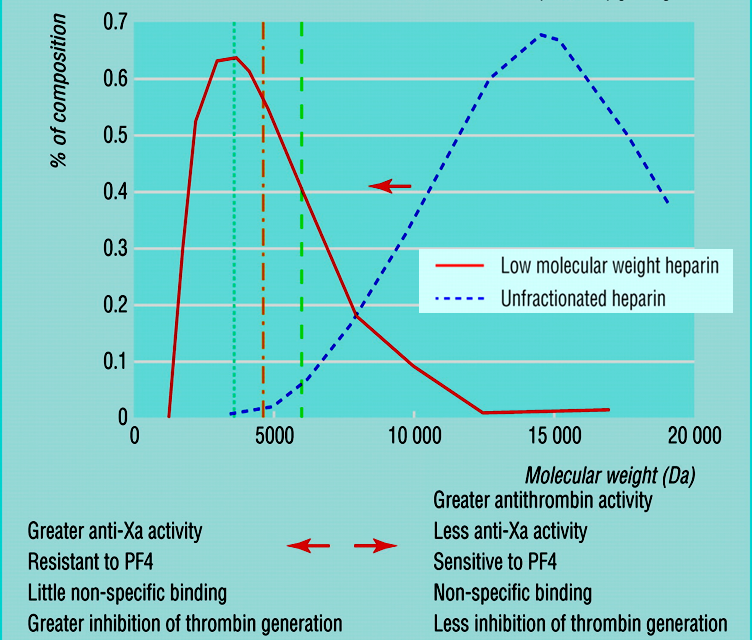 % of composition
0.7
0.6
0.5
0.4
0.3
0.2
0.1
0
Low molecular weight heparin
Unfractionated heparin
0 5000 10 000 15 000 20 000
Molecular weight (Da)
Greater anti-Xa activity
Resistant to PF4
Little non-specific binding
Greater inhibition of thrombin generation
Greater antithrombin activity
Less anti-Xa activity
Sensitive to PF4
Non-specific binding
Less inhibition of thrombin generation